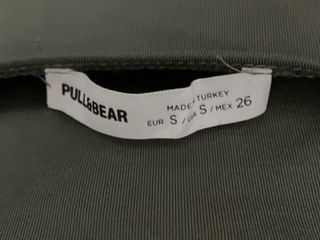 PULL&BEAR
MADE IN TURKEY
EUR S / USA S / MEX 26